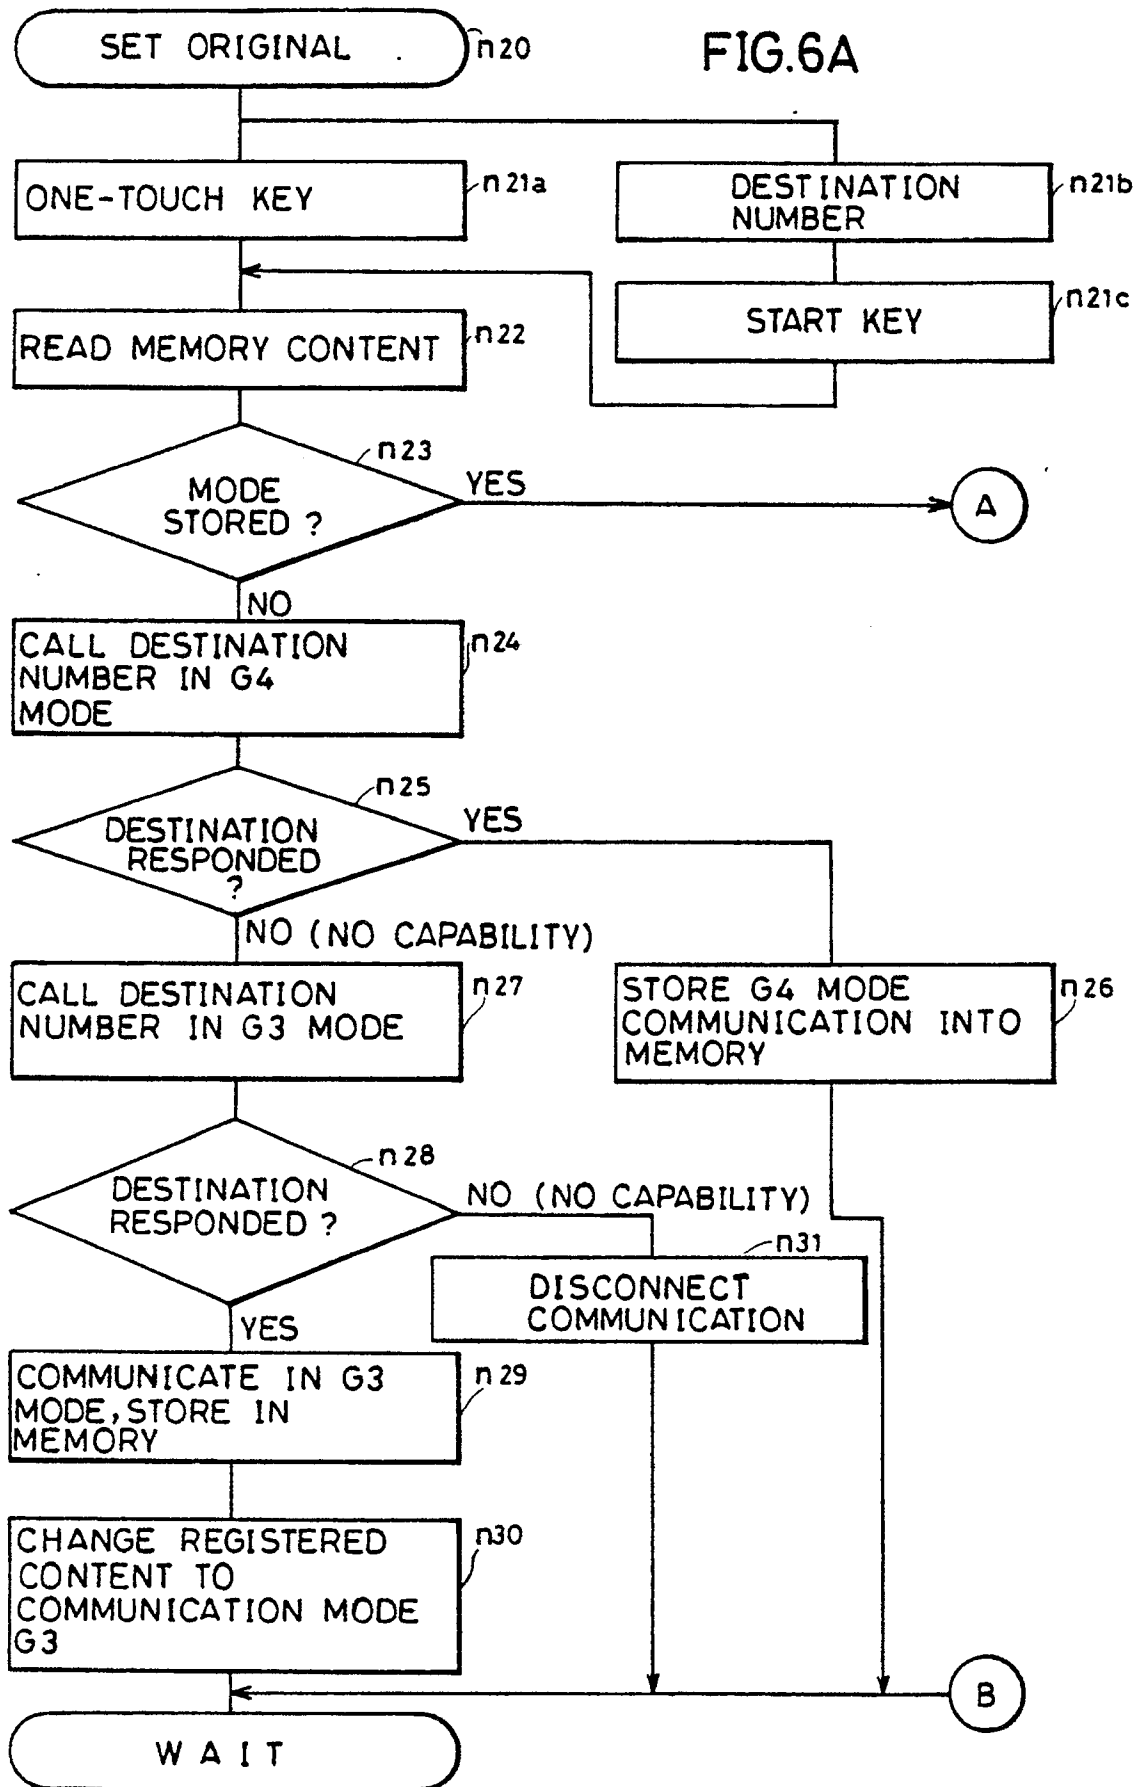 FIG.6A
SET ORIGINAL
n20
ONE-TOUCH KEY
n21a
DESTINATION
NUMBER
n21b
START KEY
n21c
READ MEMORY CONTENT
n22
n23
MODE
STORED ?
YES
A
NO
CALL DESTINATION
NUMBER IN G4
MODE
n24
n25
DESTINATION
RESPONDED
?
YES
NO (NO CAPABILITY)
CALL DESTINATION
NUMBER IN G3 MODE
n27
STORE G4 MODE
COMMUNICATION INTO
MEMORY
n26
n28
DESTINATION
RESPONDED ?
NO (NO CAPABILITY)
n31
DISCONNECT
COMMUNICATION
YES
COMMUNICATE IN G3
MODE, STORE IN
MEMORY
n29
CHANGE REGISTERED
CONTENT TO
COMMUNICATION MODE
G3
n30
B
WAIT